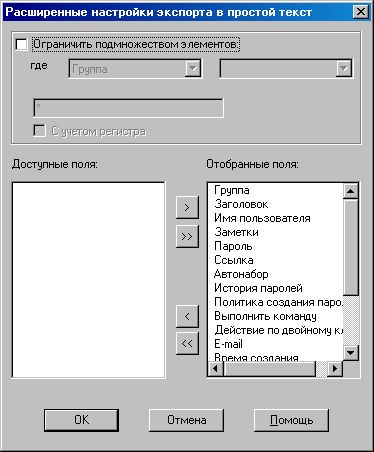 Расширенные настройки экспорта в простой текст
Ограничить подмножеством элементов:
где
Группа
*
С учетом регистра
Доступные поля:
Отобранные поля:
>
>>
<
<<
Группа
Заголовок
Имя пользователя
Заметки
Пароль
Ссылка
Автонабор
История паролей
Политика создания паро
Выполнить команду
Действие по двойному кл
E-mail
Время создания
OK
Отмена
Помощь